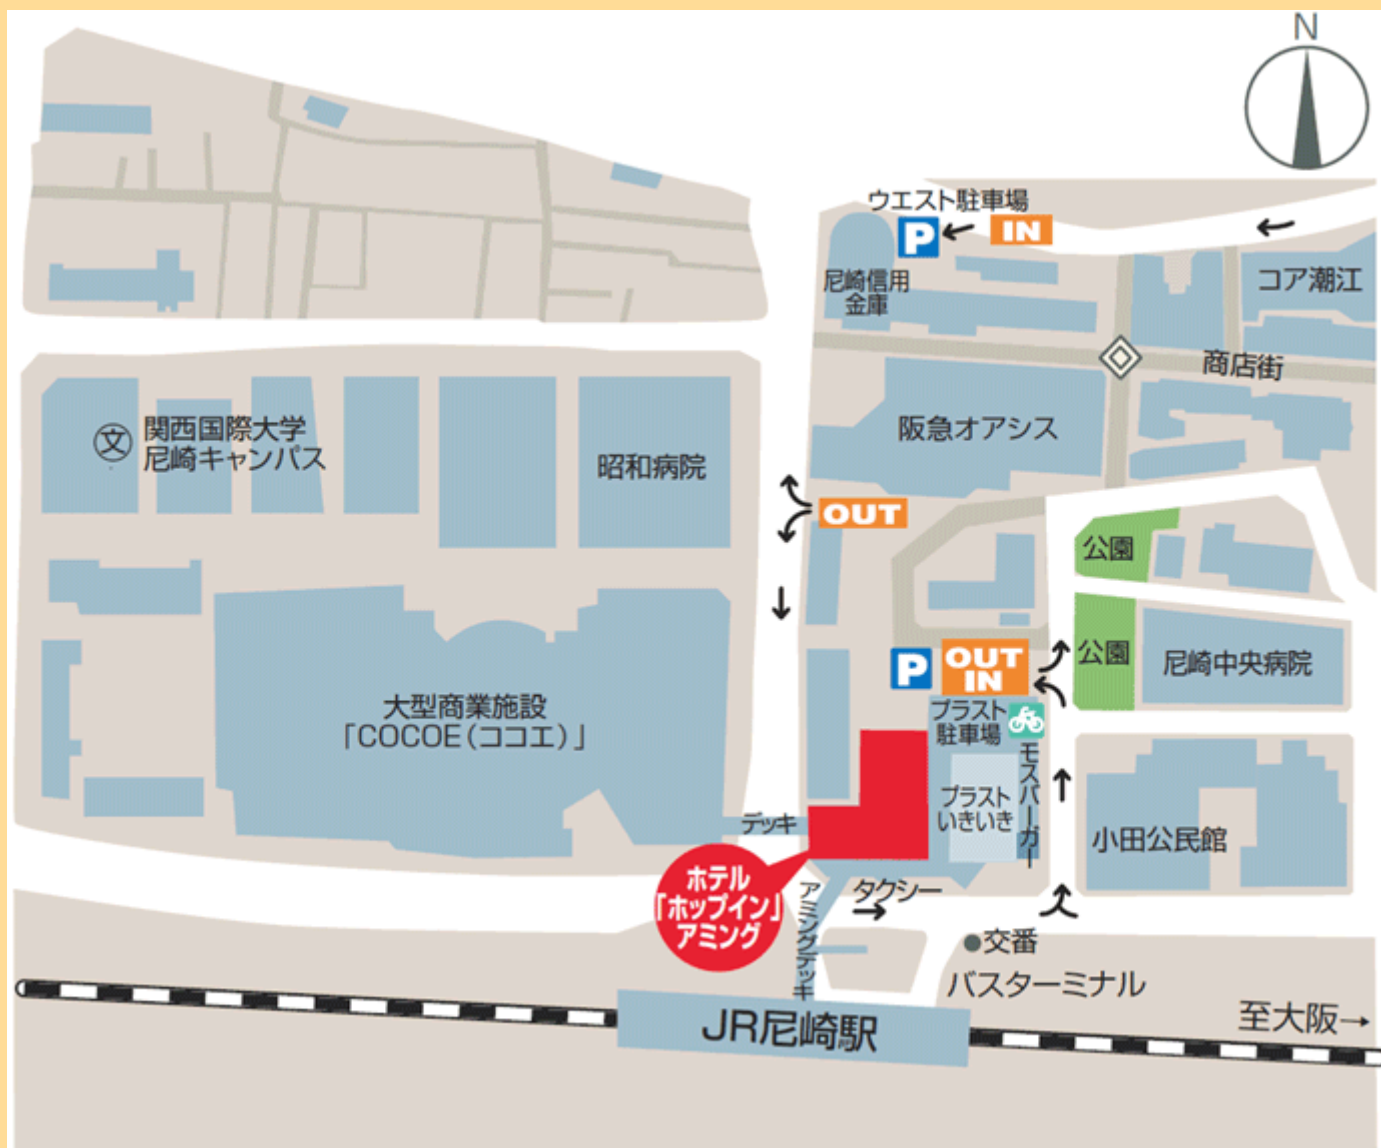 N
ウエスト駐車場
P
IN
コア潮江
尼崎信用
金庫
商店街
阪急オアシス
文
関西国際大学
尼崎キャンパス
昭和病院
OUT
公園
公園
尼崎中央病院
P
OUT
IN
プラスト
駐車場
モスバーガー
プラスト
いきいき
大型商業施設
「COCOE(ココエ)」
デッキ
小田公民館
ホテル
「ホップイン」
アミング
アミングデッキ
タクシー
交番
バスターミナル
JR尼崎駅
至大阪→